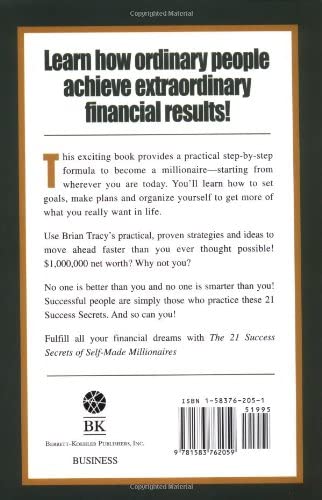 Learn how ordinary people
achieve extraordinary
financial results!
This exciting book provides a practical step-by-step
formula to become a millionaire—starting from
wherever you are today. You'll learn how to set
goals, make plans and organize yourself to get more of
what you really want in life.
Use Brian Tracy's practical, proven strategies and ideas to
move ahead faster than you ever thought possible!
$1,000,000 net worth? Why not you?
No one is better than you and no one is smarter than you!
Successful people are simply those who practice these 21
Success Secrets. And so can you!
Fulfill all your financial dreams with The 21 Success
Secrets of Self-Made Millionaires
BK
BERRETT-KOEHLER PUBLISHERS, INC.
BUSINESS
ISBN 1-58376-205-1
51995
9 781583 762059